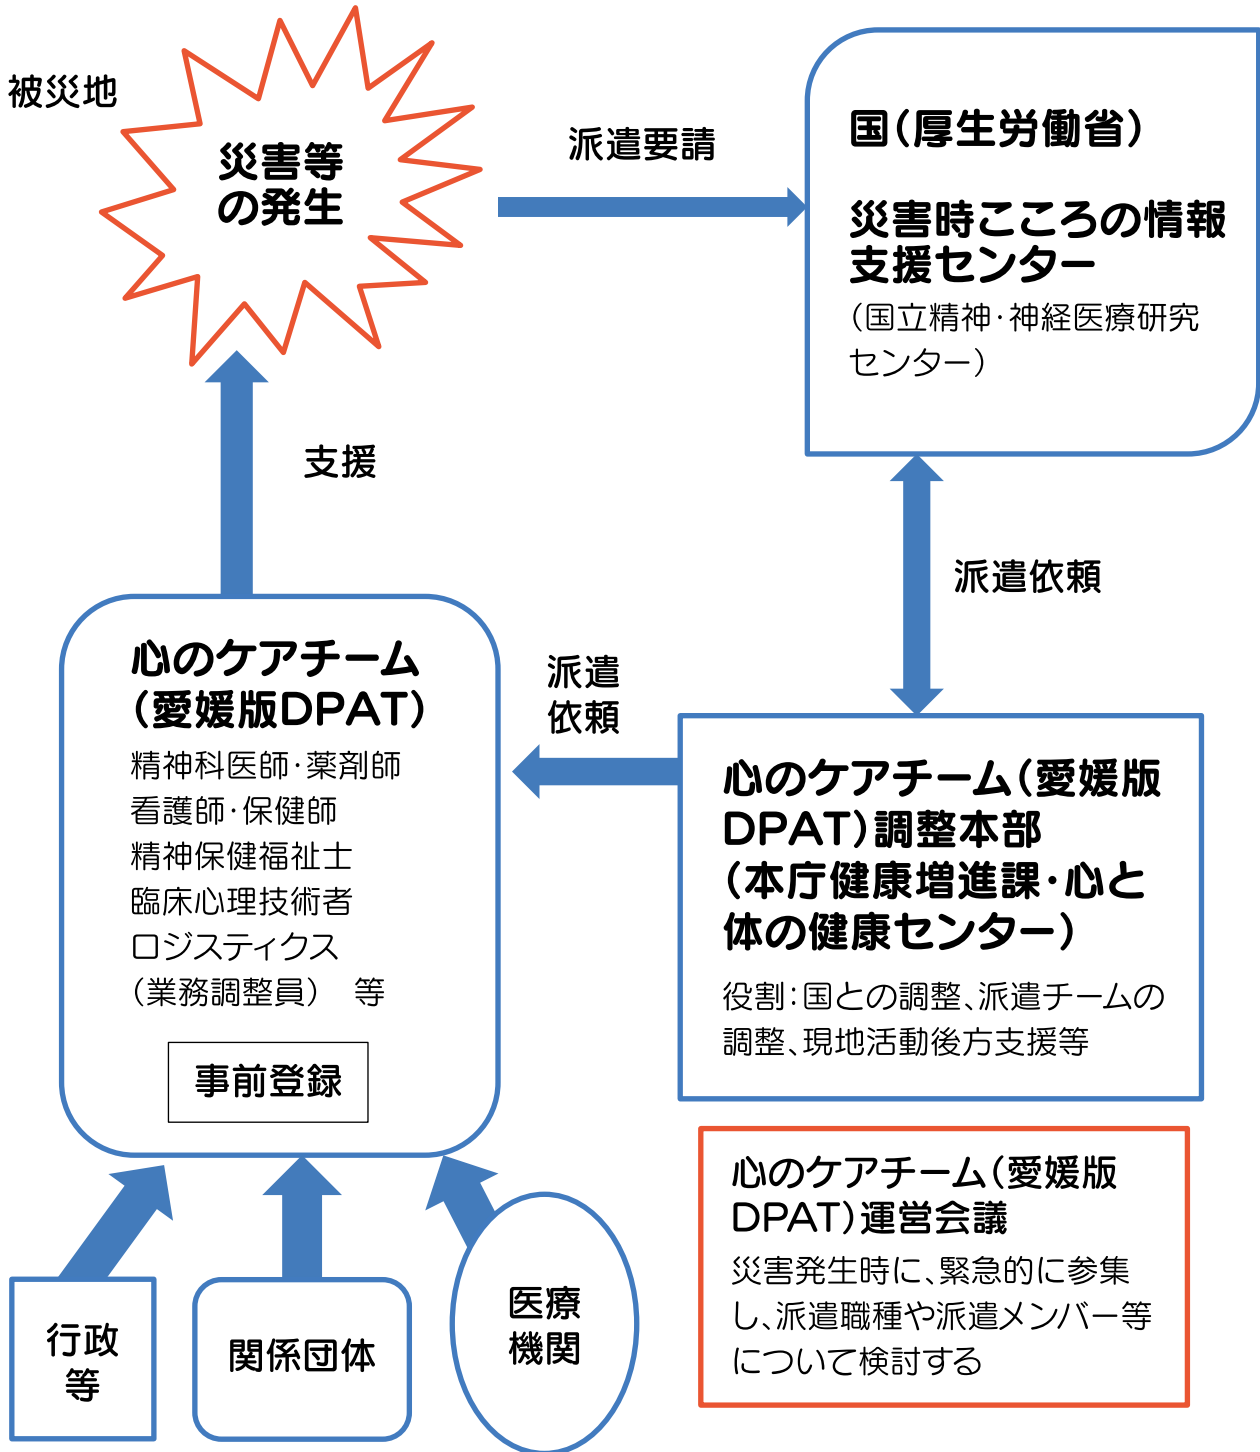 被災地
災害等
の発生
派遣要請
国（厚生労働省）
災害時こころの情報
支援センター
（国立精神・神経医療研究
センター）
支援
派遣依頼
心のケアチーム
（愛媛版DPAT）
精神科医師・薬剤師
看護師・保健師
精神保健福祉士
臨床心理技術者
ロジスティクス
（業務調整員）　等
事前登録
派遣
依頼
心のケアチーム（愛媛版
DPAT）調整本部
（本庁健康増進課・心と
体の健康センター）
役割：国との調整、派遣チームの
調整、現地活動後方支援等
行政
等
関係団体
医療
機関
心のケアチーム（愛媛版
DPAT）運営会議
災害発生時に、緊急的に参集
し、派遣職種や派遣メンバー等
について検討する